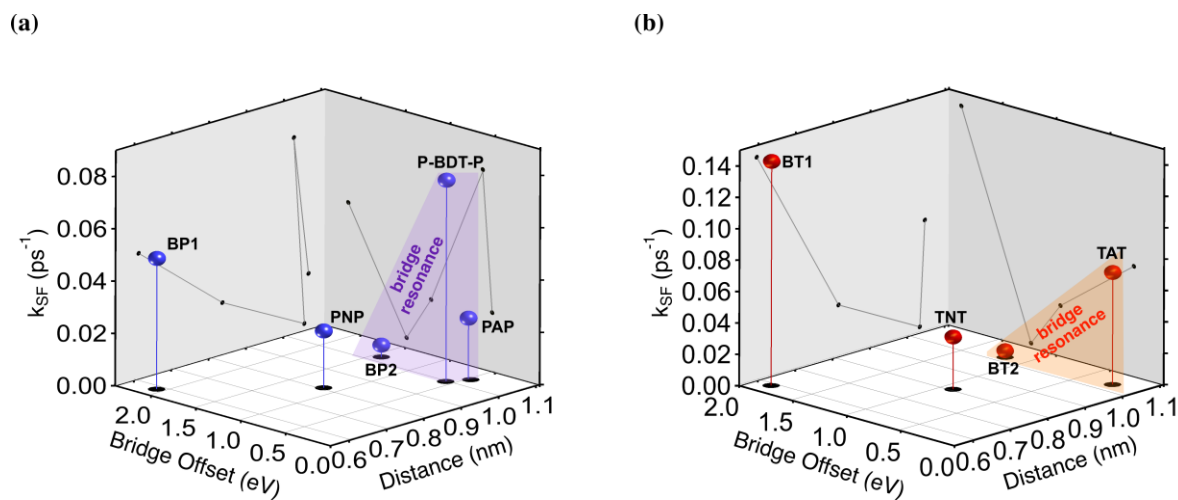 (a)
(b)
k_SF (ps^-1)
0.08
0.06
0.04
0.02
0.00
2.0
1.5
1.0
0.5
0.0
Bridge Offset (eV)
0.6
0.7
0.8
0.9
1.0
1.1
Distance (nm)
BP1
PNP
BP2
P-BDT-P
PAP
bridge
resonance
k_SF (ps^-1)
0.14
0.12
0.10
0.08
0.06
0.04
0.02
0.00
2.0
1.5
1.0
0.5
0.0
Bridge Offset (eV)
0.6
0.7
0.8
0.9
1.0
1.1
Distance (nm)
BT1
TNT
BT2
TAT
bridge
resonance